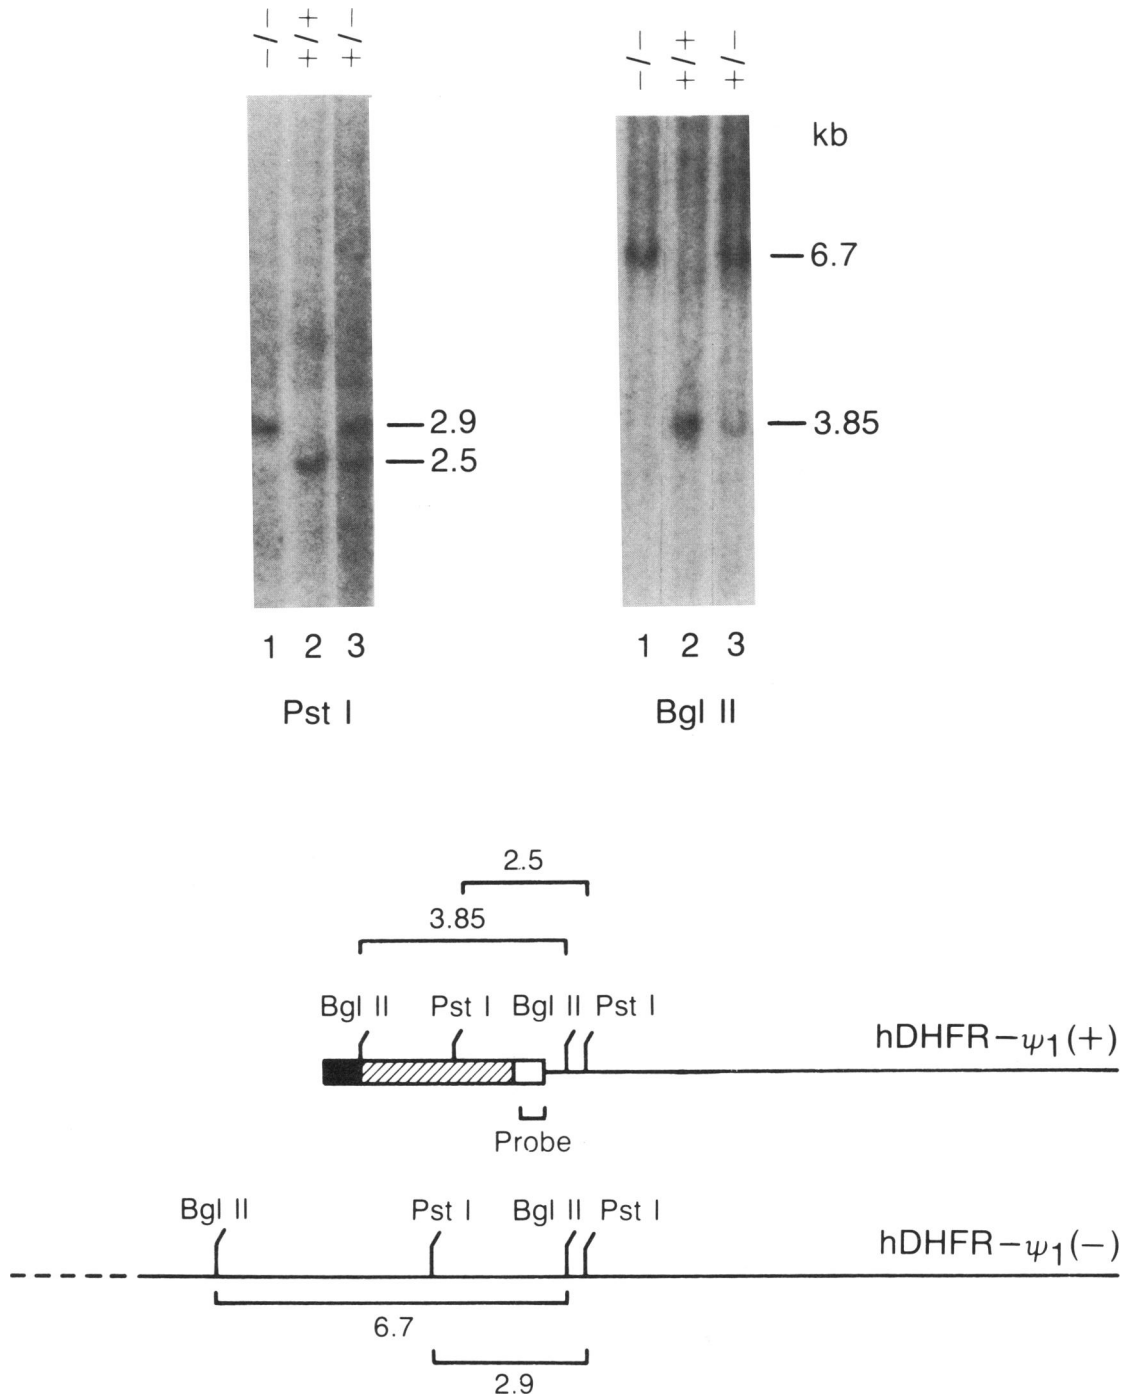 −/− +/+ +/−
−/− +/+ +/−
kb
6.7
3.85
2.9
2.5
1 2 3
Pst I
1 2 3
Bgl II
2.5
3.85
Bgl II Pst I Bgl II Pst I
hDHFR−ψ1(+)
Probe
Bgl II Pst I Bgl II Pst I
hDHFR−ψ1(−)
6.7
2.9